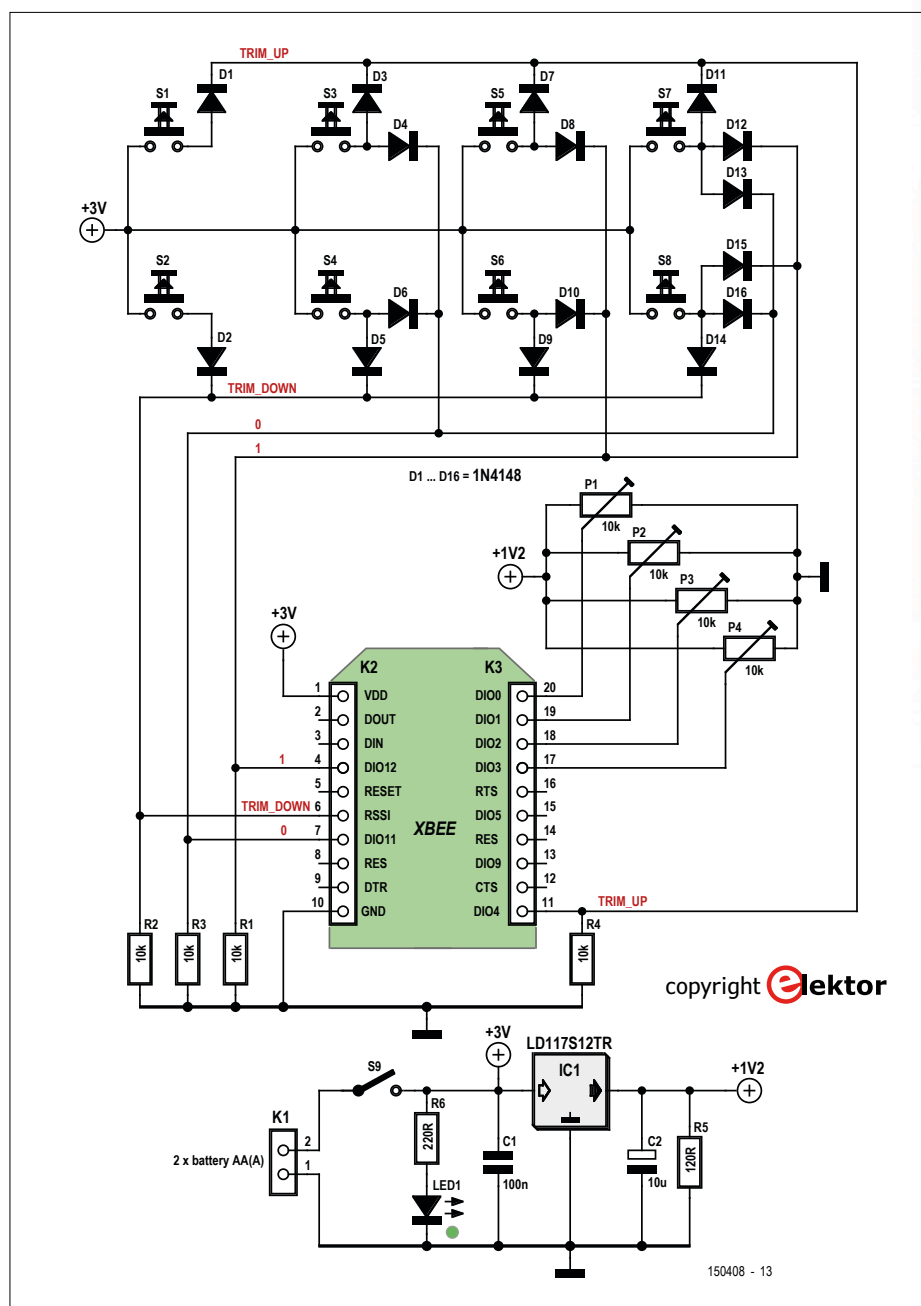 TRIM_UP
D1
D3
D7
D11
S1
S3
S5
S7
D4
D8
D12
D13
+3V
S2
S4
S6
S8
D15
D6
D10
D16
D2
D5
D9
D14
TRIM_DOWN
0
1
D1 ... D16 = 1N4148
P1
10k
P2
10k
+1V2
P3
10k
P4
10k
+3V
K2
K3
1 VDD
DIO0 20
2 DOUT
DIO1 19
3 DIN
DIO2 18
1
4 DIO12
DIO3 17
5 RESET
RTS 16
TRIM_DOWN
6 RSSI
DIO5 15
XBEE
0
7 DIO11
RES 14
8 RES
DIO9 13
9 DTR
CTS 12
10 GND
DIO4 11
TRIM_UP
R2
10k
R3
10k
R1
10k
R4
10k
copyright elektor
+3V
LD117S12TR
IC1
+1V2
S9
K1
2
1
2 x battery AA(A)
R6
220R
C1
100n
C2
10u
R5
120R
LED1
150408 - 13